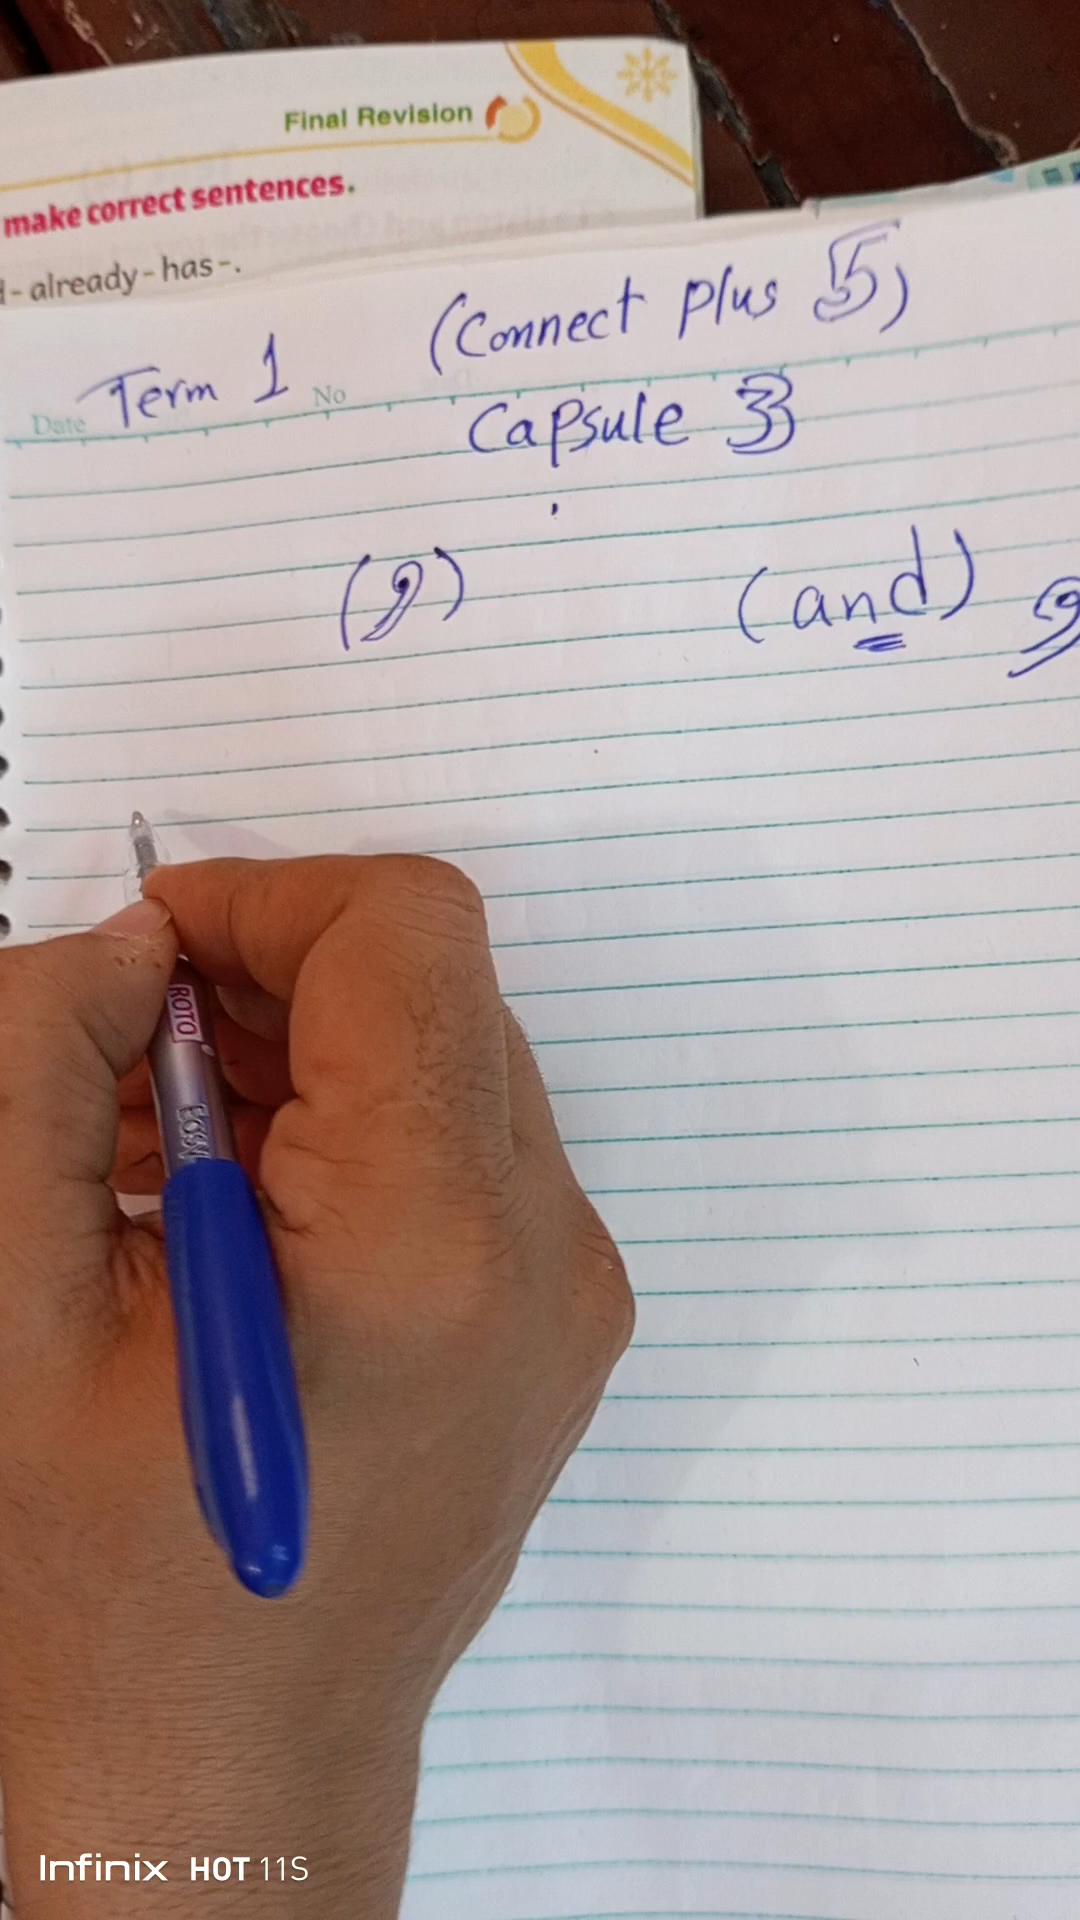 Final Revision
make correct sentences.
- already - has -.
(Connect plus 5)
Term 1
Date
No
Capsule 3
(و) (and) و
ROTO
EASY
Infinix HOT 11S